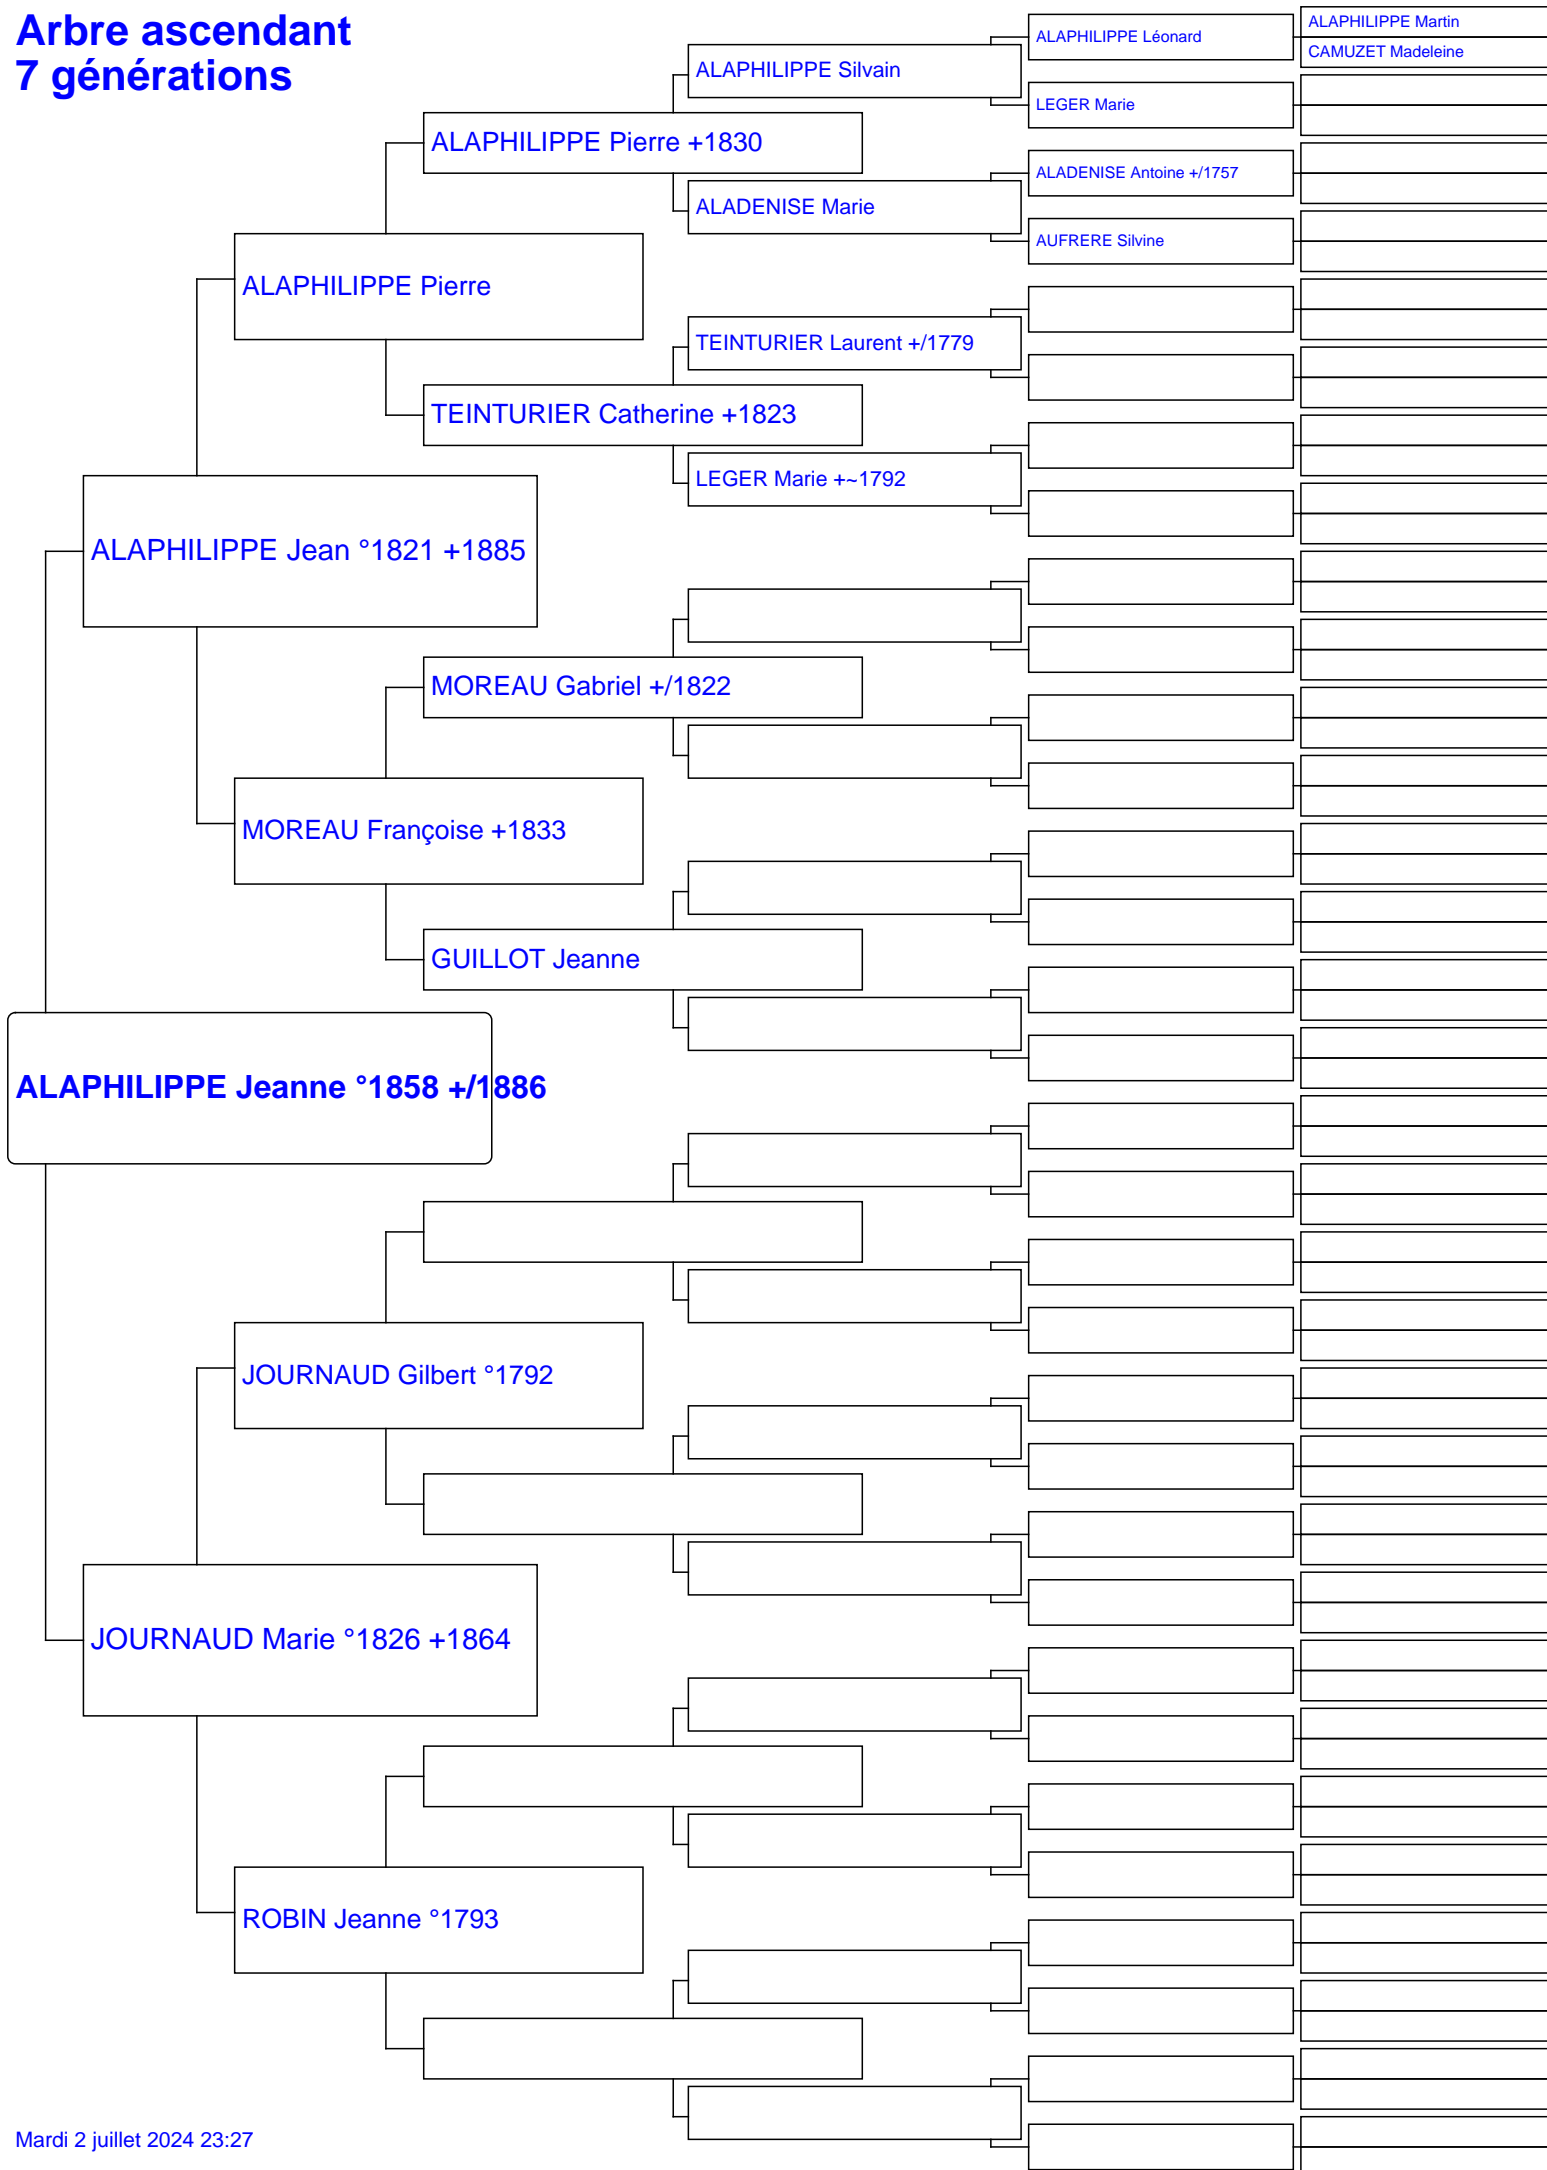 Arbre ascendant
7 générations
ALAPHILIPPE Martin
ALAPHILIPPE Léonard
CAMUZET Madeleine
ALAPHILIPPE Silvain
LEGER Marie
ALAPHILIPPE Pierre +1830
ALADENISE Antoine +/1757
ALADENISE Marie
AUFRERE Silvine
ALAPHILIPPE Pierre
TEINTURIER Laurent +/1779
TEINTURIER Catherine +1823
LEGER Marie +~1792
ALAPHILIPPE Jean °1821 +1885
MOREAU Gabriel +/1822
MOREAU Françoise +1833
GUILLOT Jeanne
ALAPHILIPPE Jeanne °1858 +/1886
JOURNAUD Gilbert °1792
JOURNAUD Marie °1826 +1864
ROBIN Jeanne °1793
Mardi 2 juillet 2024 23:27